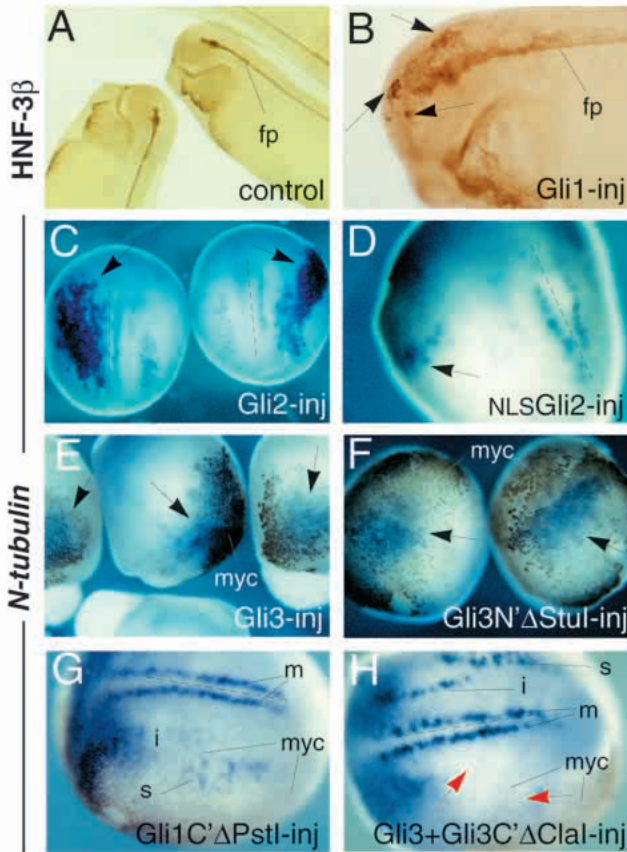 HNF-3β
A
fp
control
B
fp
Gli1-inj
N-tubulin
C
Gli2-inj
D
NLSGli2-inj
E
myc
Gli3-inj
F
myc
Gli3N'ΔStuI-inj
G
m
i
myc
s
Gli1C'ΔPstI-inj
H
s
i
m
myc
Gli3+Gli3C'ΔClaI-inj